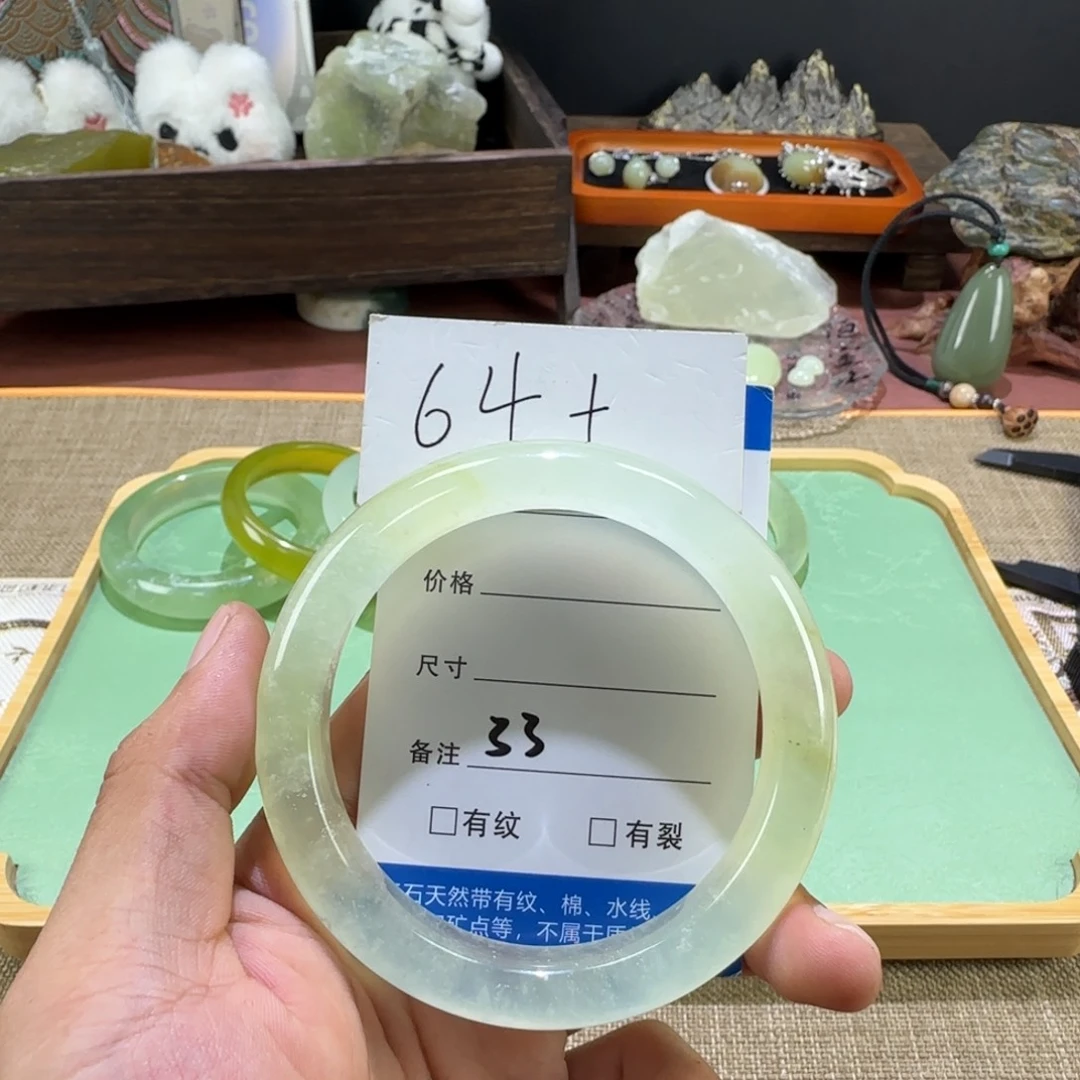 64+
价格
尺寸
备注 33
□有纹 □有裂
石天然带有纹、棉、水线
矿点等，不属于